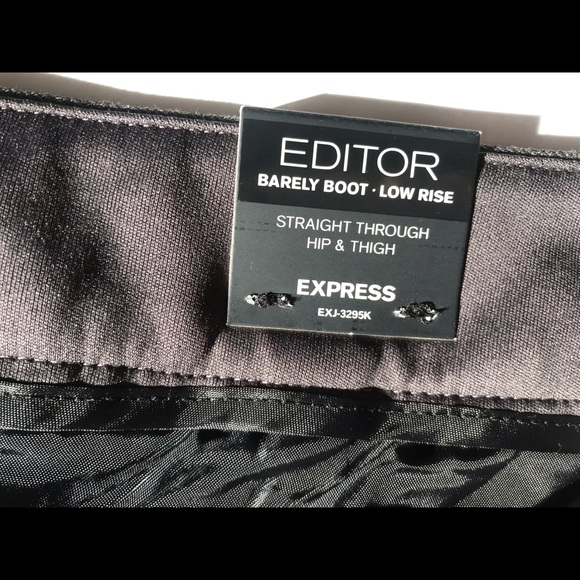 EDITOR
BARELY BOOT · LOW RISE
STRAIGHT THROUGH
HIP & THIGH
EXPRESS
EXJ-3295K